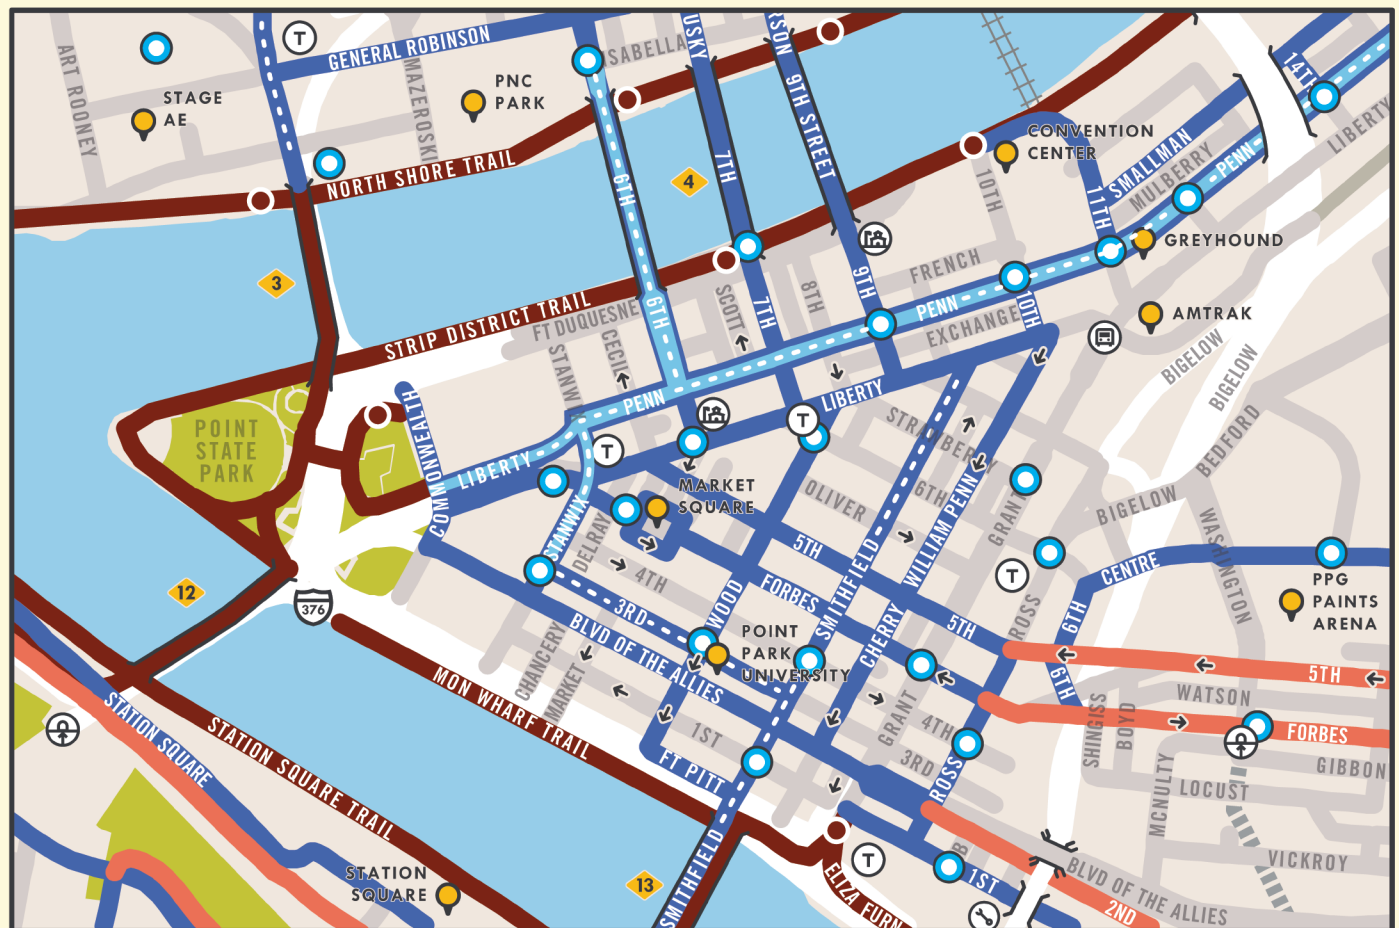 ART ROONEY
STAGE
AE
T
GENERAL ROBINSON
MAZEROSKI
PNC
PARK
ISABELLA
USKY
RSON
9TH STREET
7TH
6TH
4
NORTH SHORE TRAIL
CONVENTION
CENTER
10TH
11TH
SMALLMAN
MULBERRY
PENN
14TH
LIBERTY
GREYHOUND
AMTRAK
3
STRIP DISTRICT TRAIL
FT DUQUESNE
STANWIX
CECIL
6TH
SCOTT
7TH
8TH
9TH
FRENCH
PENN
EXCHANGE
10TH
BIGELOW
BIGELOW
BEDFORD
POINT
STATE
PARK
COMMONWEALTH
LIBERTY
PENN
T
T
LIBERTY
STRAWBERRY
6TH
OLIVER
WILLIAM PENN
GRANT
BIGELOW
WASHINGTON
MARKET
SQUARE
STANWIX
DELRAY
4TH
5TH
FORBES
WOOD
SMITHFIELD
CHERRY
T
ROSS
CENTRE
6TH
PPG
PAINTS
ARENA
12
376
3RD
BLVD OF THE ALLIES
POINT
PARK
UNIVERSITY
5TH
6TH
5TH
WATSON
FORBES
CHANCERY
MARKET
1ST
FT PITT
GRANT
4TH
3RD
ROSS
SHINGISS
BOYD
GIBBON
LOCUST
MCNULTY
VICKROY
MON WHARF TRAIL
STATION SQUARE
STATION SQUARE TRAIL
STATION
SQUARE
13
SMITHFIELD
ELIZA FURN
T
B
1ST
2ND
BLVD OF THE ALLIES